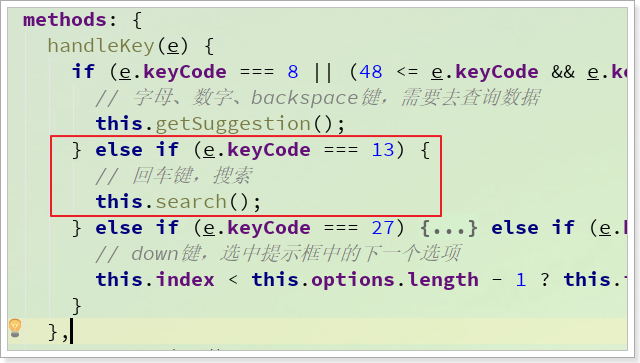 methods: {
handleKey(e) {
if (e.keyCode === 8 || (48 <= e.keyCode && e.ke
// 字母、数字、backspace键，需要去查询数据
this.getSuggestion();
} else if (e.keyCode === 13) {
// 回车键，搜索
this.search();
} else if (e.keyCode === 27) {...} else if (e.
// down键，选中提示框中的下一个选项
this.index < this.options.length - 1 ? this.
}
},